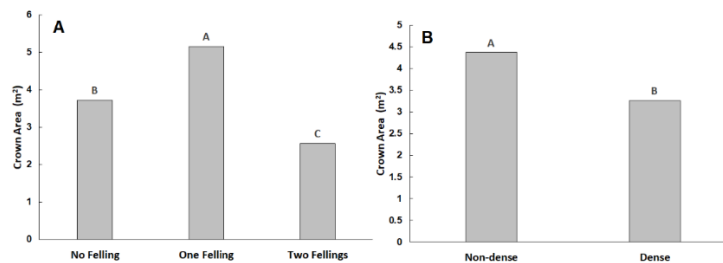 A
Crown Area (m²)
6
5
4
3
2
1
0
B
A
C
No Felling
One Felling
Two Fellings
B
Crown Area (m²)
5
4.5
4
3.5
3
2.5
2
1.5
1
0.5
0
A
B
Non-dense
Dense